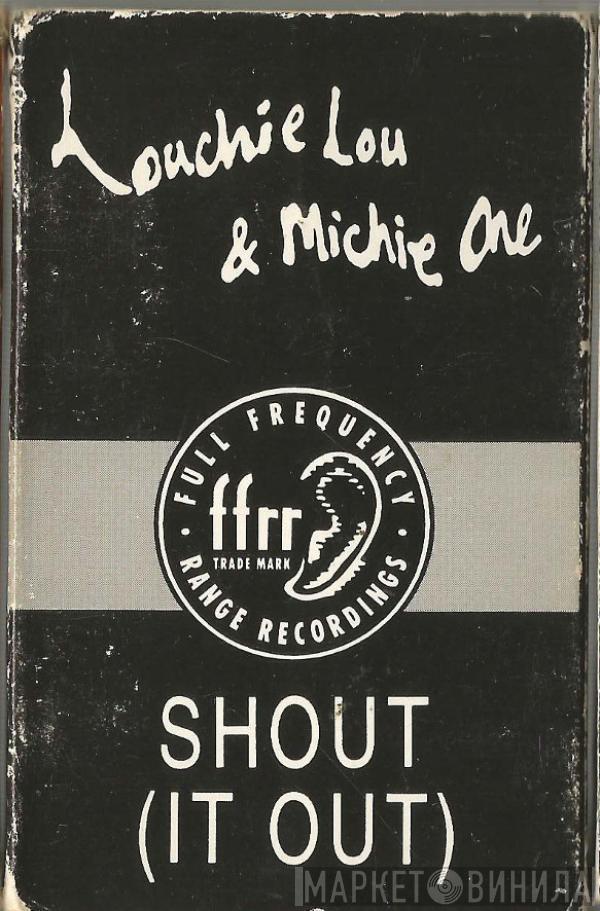 Louchie Lou
& Michie One
FULL FREQUENCY
ffrr
TRADE MARK
RANGE RECORDINGS
SHOUT
(IT OUT)
МАРКЕТ ВИНИЛА